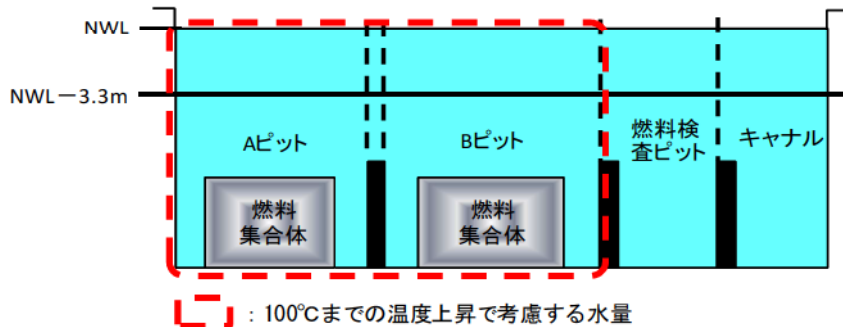 NWL
NWL－3.3m
Aピット
Bピット
燃料検
査ピット
キャナル
燃料
集合体
燃料
集合体
：100℃までの温度上昇で考慮する水量